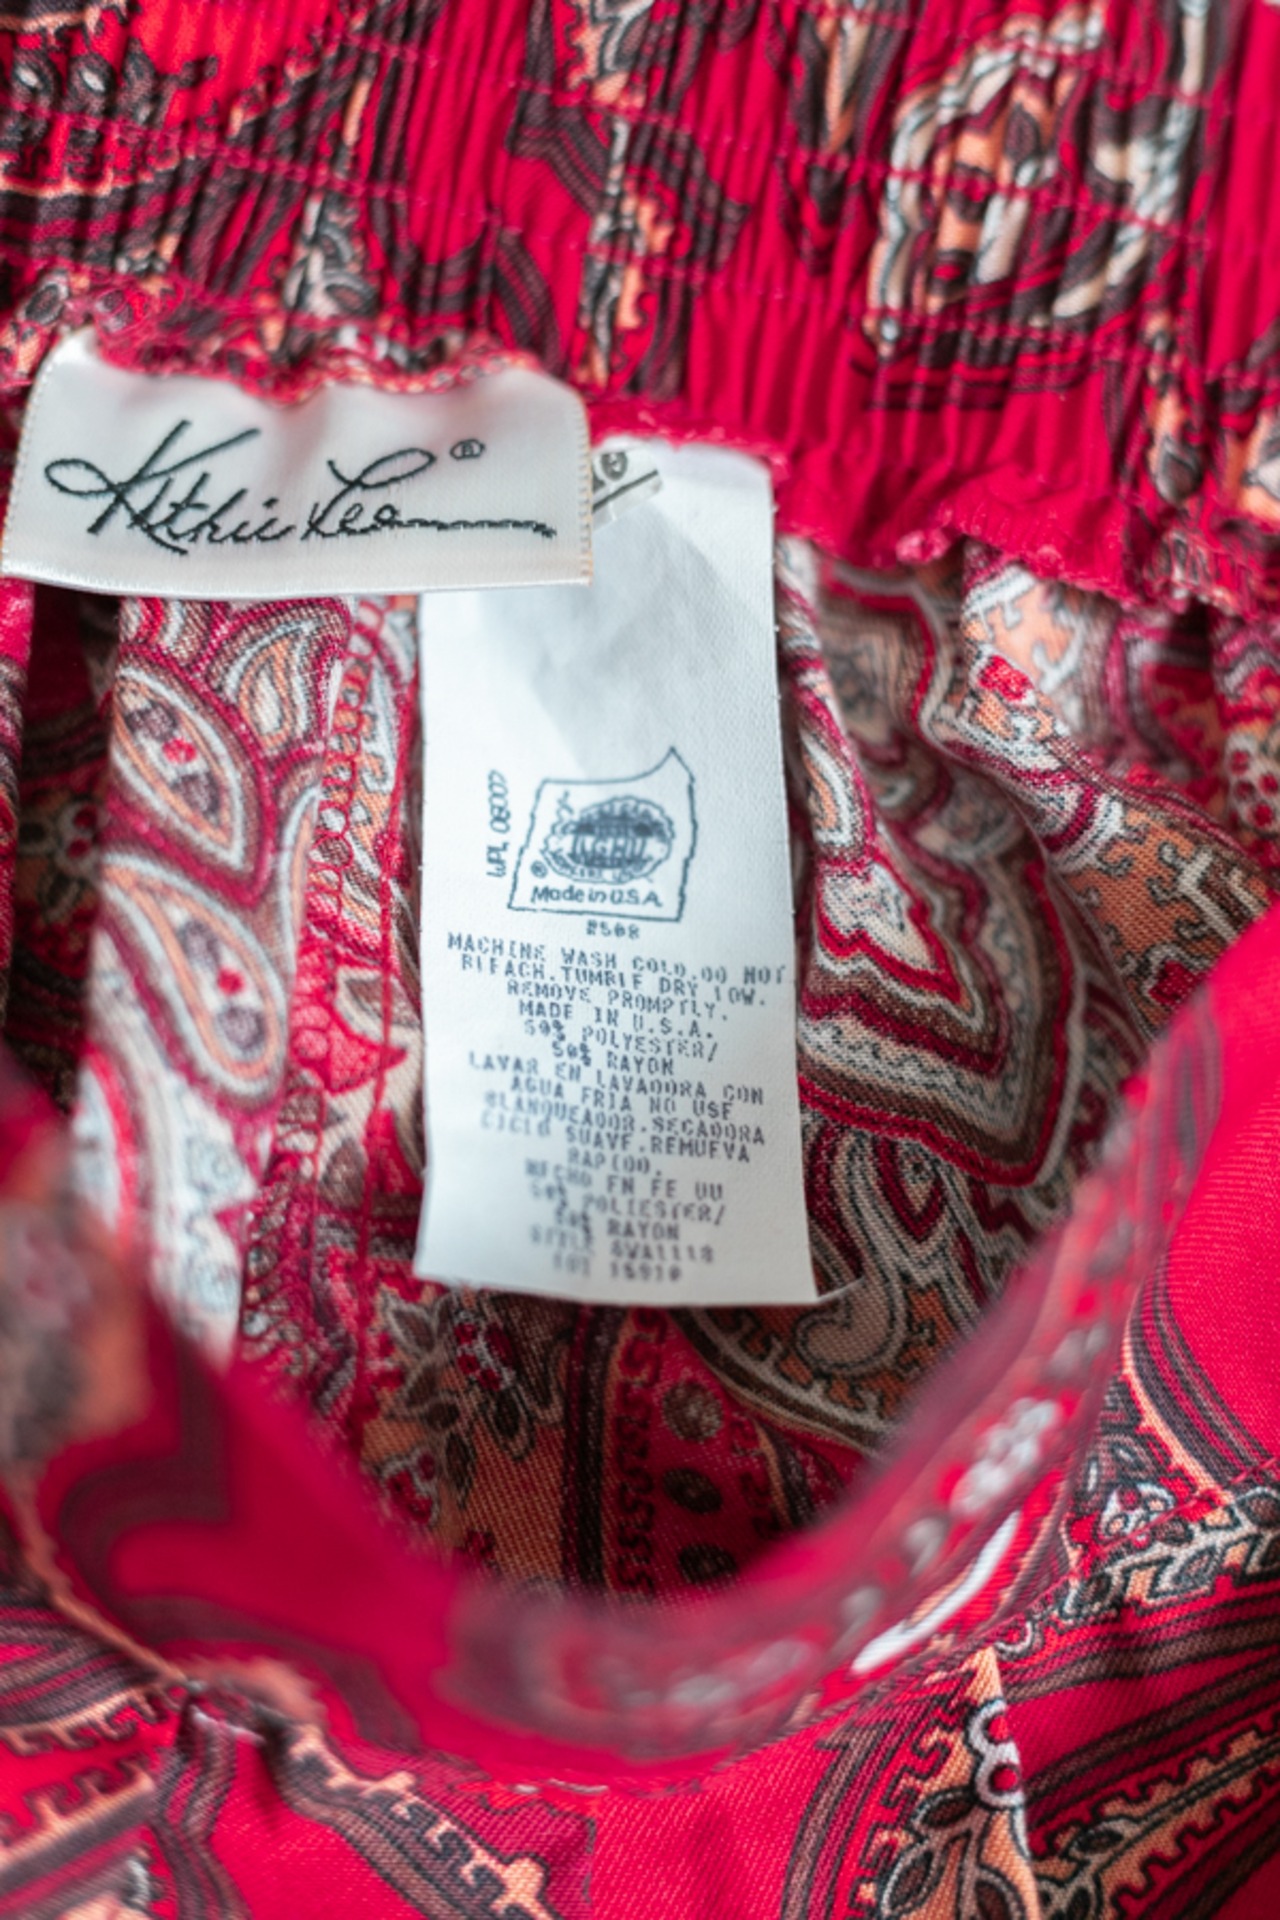 Kathie Lee ®
WPL 08007
®
Made in U.S.A.
MACHINE WASH COLD.DO NOT
BLEACH.TUMBLE DRY LOW.
REMOVE PROMPTLY.
MADE IN U.S.A.
50% POLYESTER/
50% RAYON
LAVAR EN LAVADORA CON
AGUA FRIA NO USE
BLANQUEADOR.SECADORA
CICLO SUAVE.REMUEVA
RAPIDO.
HECHO EN EE UU
50% POLIESTER/
50% RAYON
STYLE